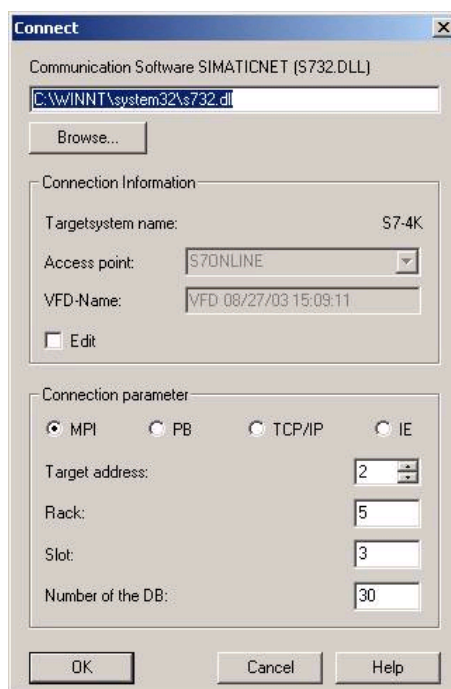 Connect
Communication Software SIMATICNET (S732.DLL)
C:\WINNT\system32\s732.dll
Browse...
Connection Information
Targetsystem name: S7-4K
Access point: S7ONLINE
VFD-Name: VFD 08/27/03 15:09:11
Edit
Connection parameter
MPI PB TCP/IP IE
Target address: 2
Rack: 5
Slot: 3
Number of the DB: 30
OK Cancel Help